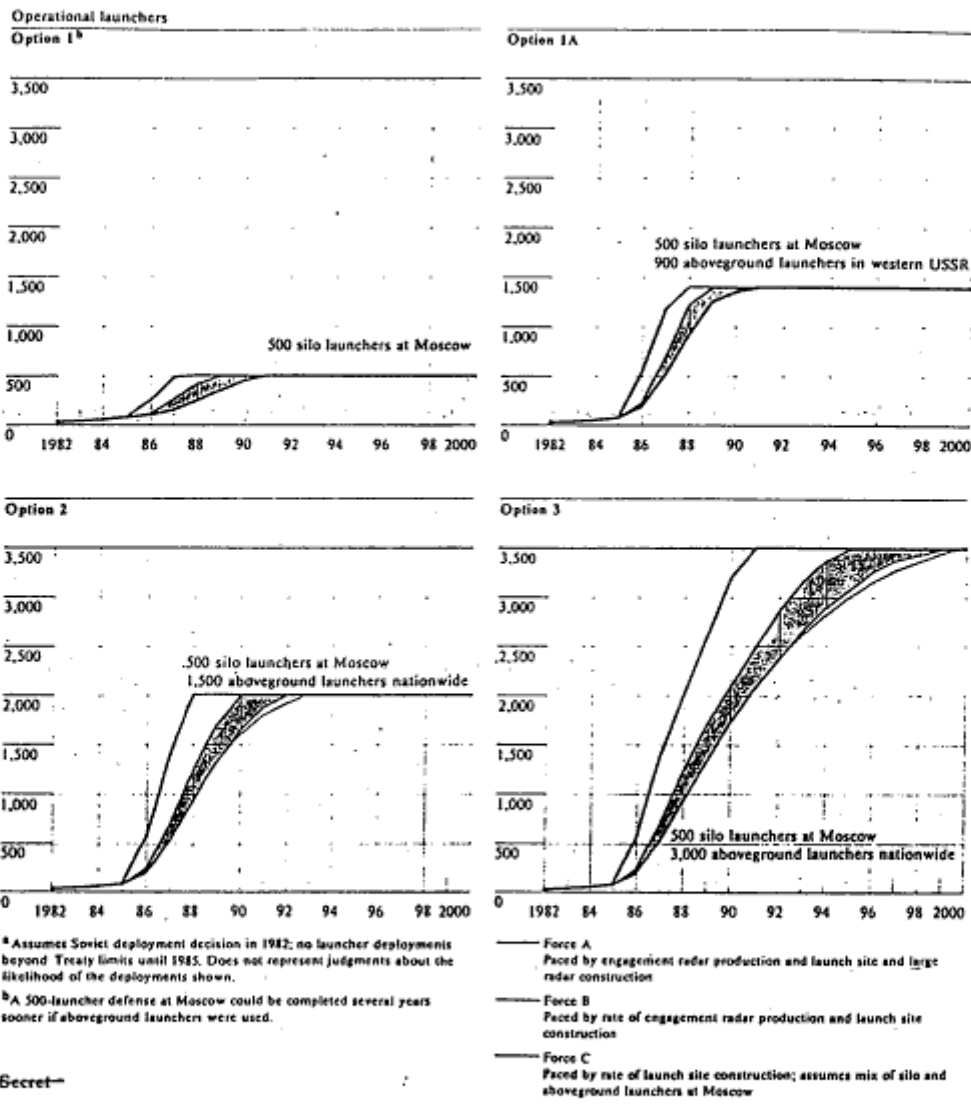 Operational launchers
Option 1 b
3,500
3,000
2,500
2,000
1,500
1,000
500 silo launchers at Moscow
500
0
1982 84 86 88 90 92 94 96 98 2000
Option 1A
3,500
3,000
2,500
2,000
500 silo launchers at Moscow
900 aboveground launchers in western USSR
1,500
1,000
500
0
1982 84 86 88 90 92 94 96 98 2000
Option 2
3,500
3,000
2,500
500 silo launchers at Moscow
1,500 aboveground launchers nationwide
2,000
1,500
1,000
500
0
1982 84 86 88 90 92 94 96 98 2000
Option 3
3,500
3,000
2,500
2,000
1,500
1,000
500 silo launchers at Moscow
3,000 aboveground launchers nationwide
500
0
1982 84 86 88 90 92 94 96 98 2000
a Assumes Soviet deployment decision in 1982; no launcher deployments
beyond Treaty limits until 1985. Does not represent judgments about the
likelihood of the deployments shown.
b A 500-launcher defense at Moscow could be completed several years
sooner if aboveground launchers were used.
Force A
Paced by engagement radar production and launch site and large
radar construction
Force B
Paced by rate of engagement radar production and launch site
construction
Force C
Paced by rate of launch site construction; assumes mix of silo and
aboveground launchers at Moscow
Secret